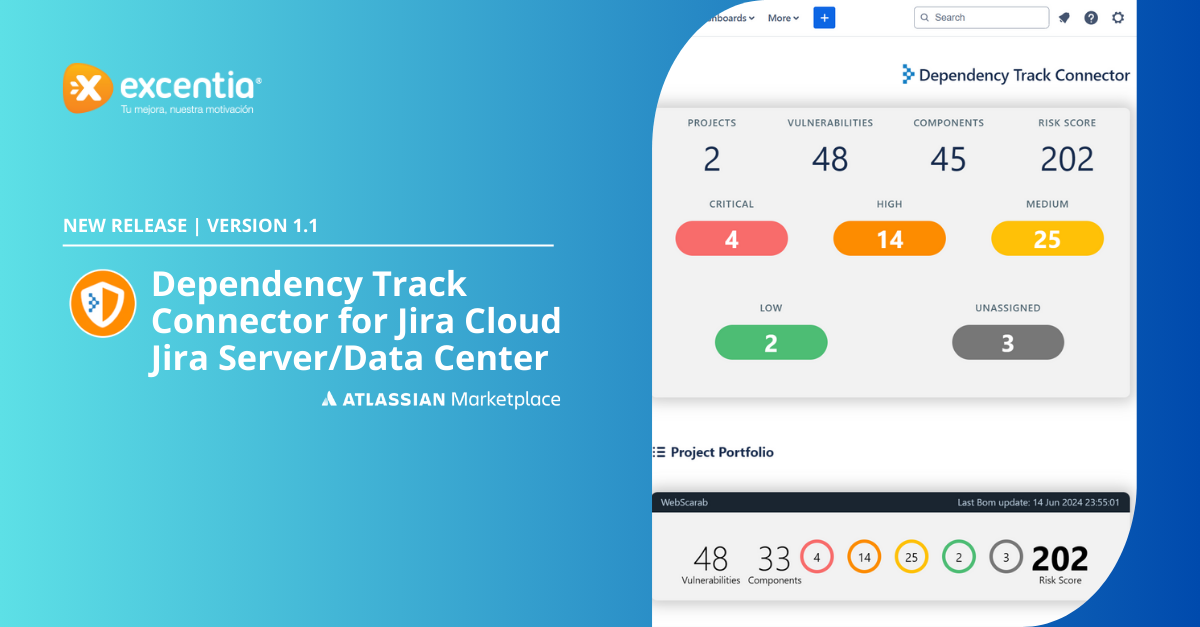 excentia®
Tu mejora, nuestra motivación
NEW RELEASE | VERSION 1.1
Dependency Track
Connector for Jira Cloud
Jira Server/Data Center
ATLASSIAN Marketplace
More
Search
Dependency Track Connector
PROJECTS VULNERABILITIES COMPONENTS RISK SCORE
2 48 45 202
CRITICAL HIGH MEDIUM
4 14 25
LOW UNASSIGNED
2 3
Project Portfolio
WebScarab Last Bom update: 14 Jun 2024 23:55:01
48 33 4 14 25 2 3 202
Vulnerabilities Components Risk Score